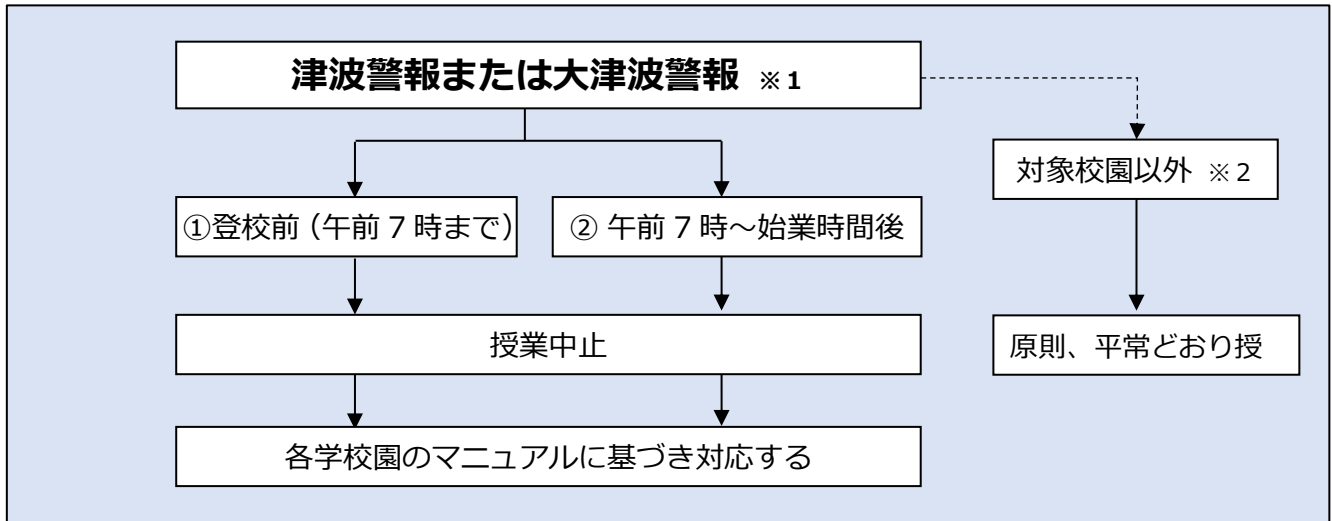 津波警報または大津波警報 ※1
対象校園以外 ※2
①登校前（午前7時まで）
② 午前7時～始業時間後
授業中止
原則、平常どおり授
各学校園のマニュアルに基づき対応する